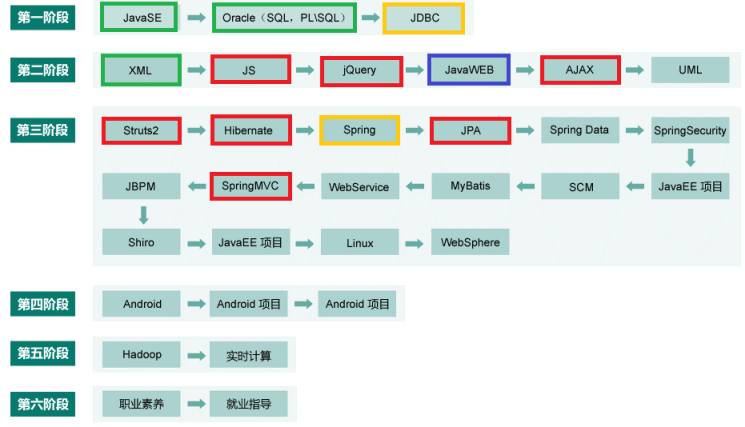 第一阶段 JavaSE Oracle（SQL，PL\SQL） JDBC
第二阶段 XML JS jQuery JavaWEB AJAX UML
第三阶段 Struts2 Hibernate Spring JPA Spring Data SpringSecurity
JBPM SpringMVC WebService MyBatis SCM JavaEE 项目
Shiro JavaEE 项目 Linux WebSphere
第四阶段 Android Android 项目 Android 项目
第五阶段 Hadoop 实时计算
第六阶段 职业素养 就业指导